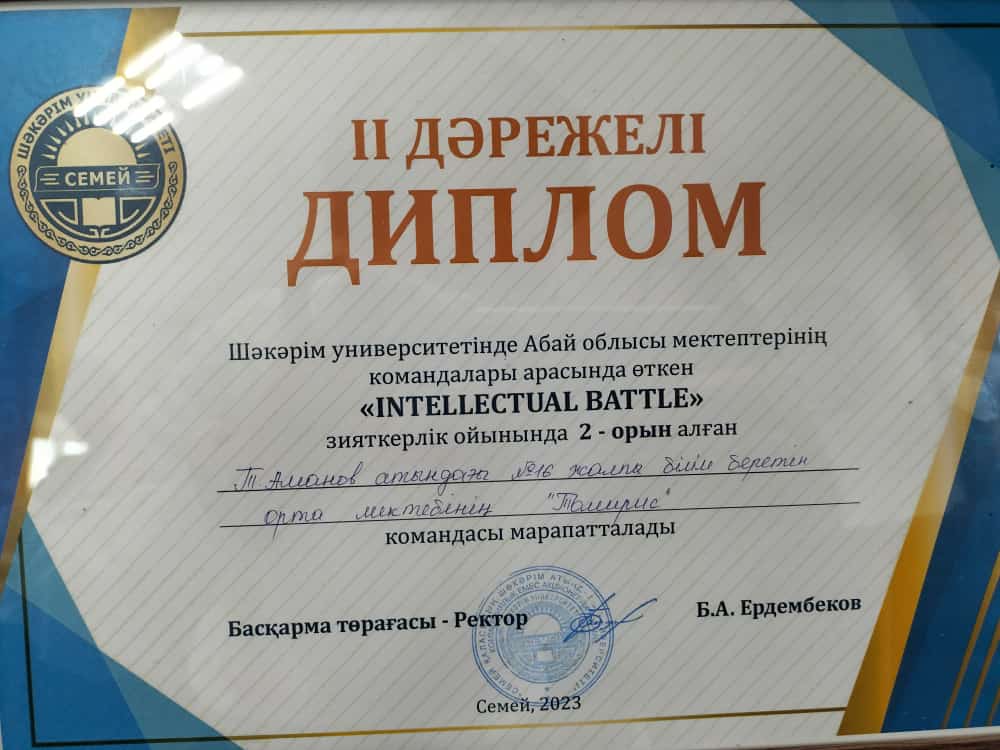 СЕМЕЙ
II ДӘРЕЖЕЛІ
ДИПЛОМ
Шәкәрім университетінде Абай облысы мектептерінің
командалары арасында өткен
«INTELLECTUAL BATTLE»
зияткерлік ойынында 2 - орын алған
Т. Аманов атындағы №16 жалпа білім беретін
орта мектебінің "Томирис"
командасы марапатталады
Басқарма төрағасы - Ректор
Б.А. Ердембеков
Семей, 2023